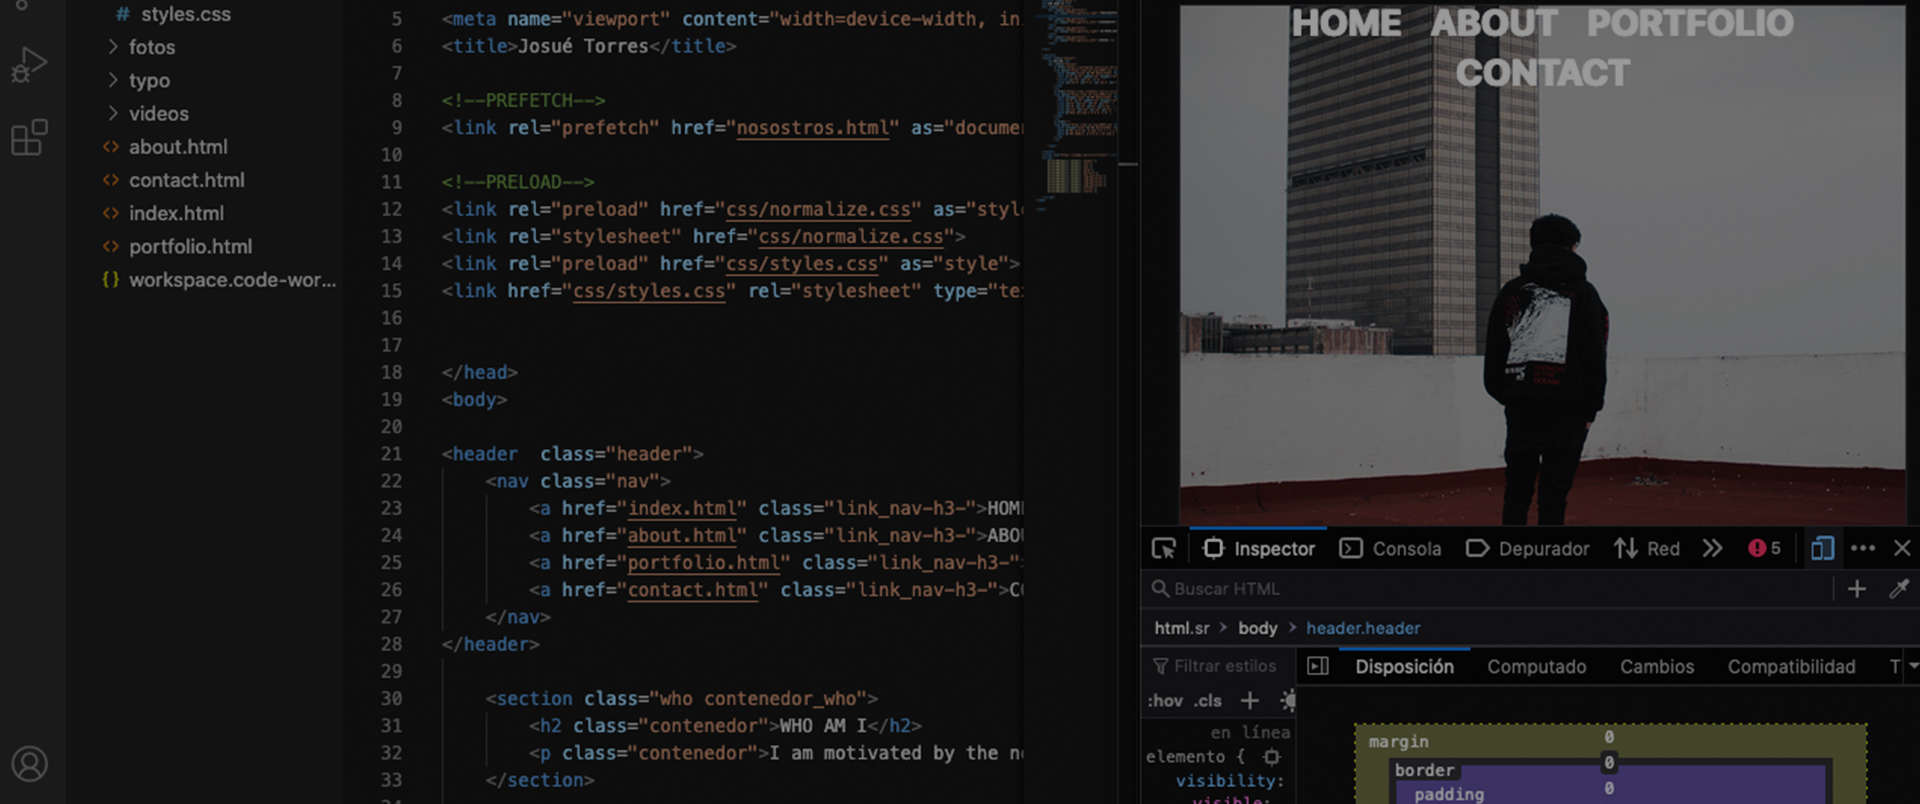 styles.css
fotos
typo
videos
about.html
contact.html
index.html
portfolio.html
workspace.code-wor...
5 <meta name="viewport" content="width=device-width, in
6 <title>Josué Torres</title>
7
8 <!--PREFETCH-->
9 <link rel="prefetch" href="nosostros.html" as="docume
10
11 <!--PRELOAD-->
12 <link rel="preload" href="css/normalize.css" as="styl
13 <link rel="stylesheet" href="css/normalize.css">
14 <link rel="preload" href="css/styles.css" as="style">
15 <link href="css/styles.css" rel="stylesheet" type="te
16
17
18 </head>
19 <body>
20
21 <header  class="header">
22 <nav class="nav">
23 <a href="index.html" class="link_nav-h3-">HOM
24 <a href="about.html" class="link_nav-h3-">ABO
25 <a href="portfolio.html" class="link_nav-h3-"
26 <a href="contact.html" class="link_nav-h3-">C
27 </nav>
28 </header>
29
30 <section class="who contenedor_who">
31 <h2 class="contenedor">WHO AM I</h2>
32 <p class="contenedor">I am motivated by the n
33 </section>
HOME ABOUT PORTFOLIO
CONTACT
Inspector Consola Depurador Red 5
Buscar HTML
html.sr > body > header.header
Filtrar estilos
Disposición Computado Cambios Compatibilidad T
:hov .cls
en línea
elemento {
visibility:
visible;
margin 0
border 0
padding 0